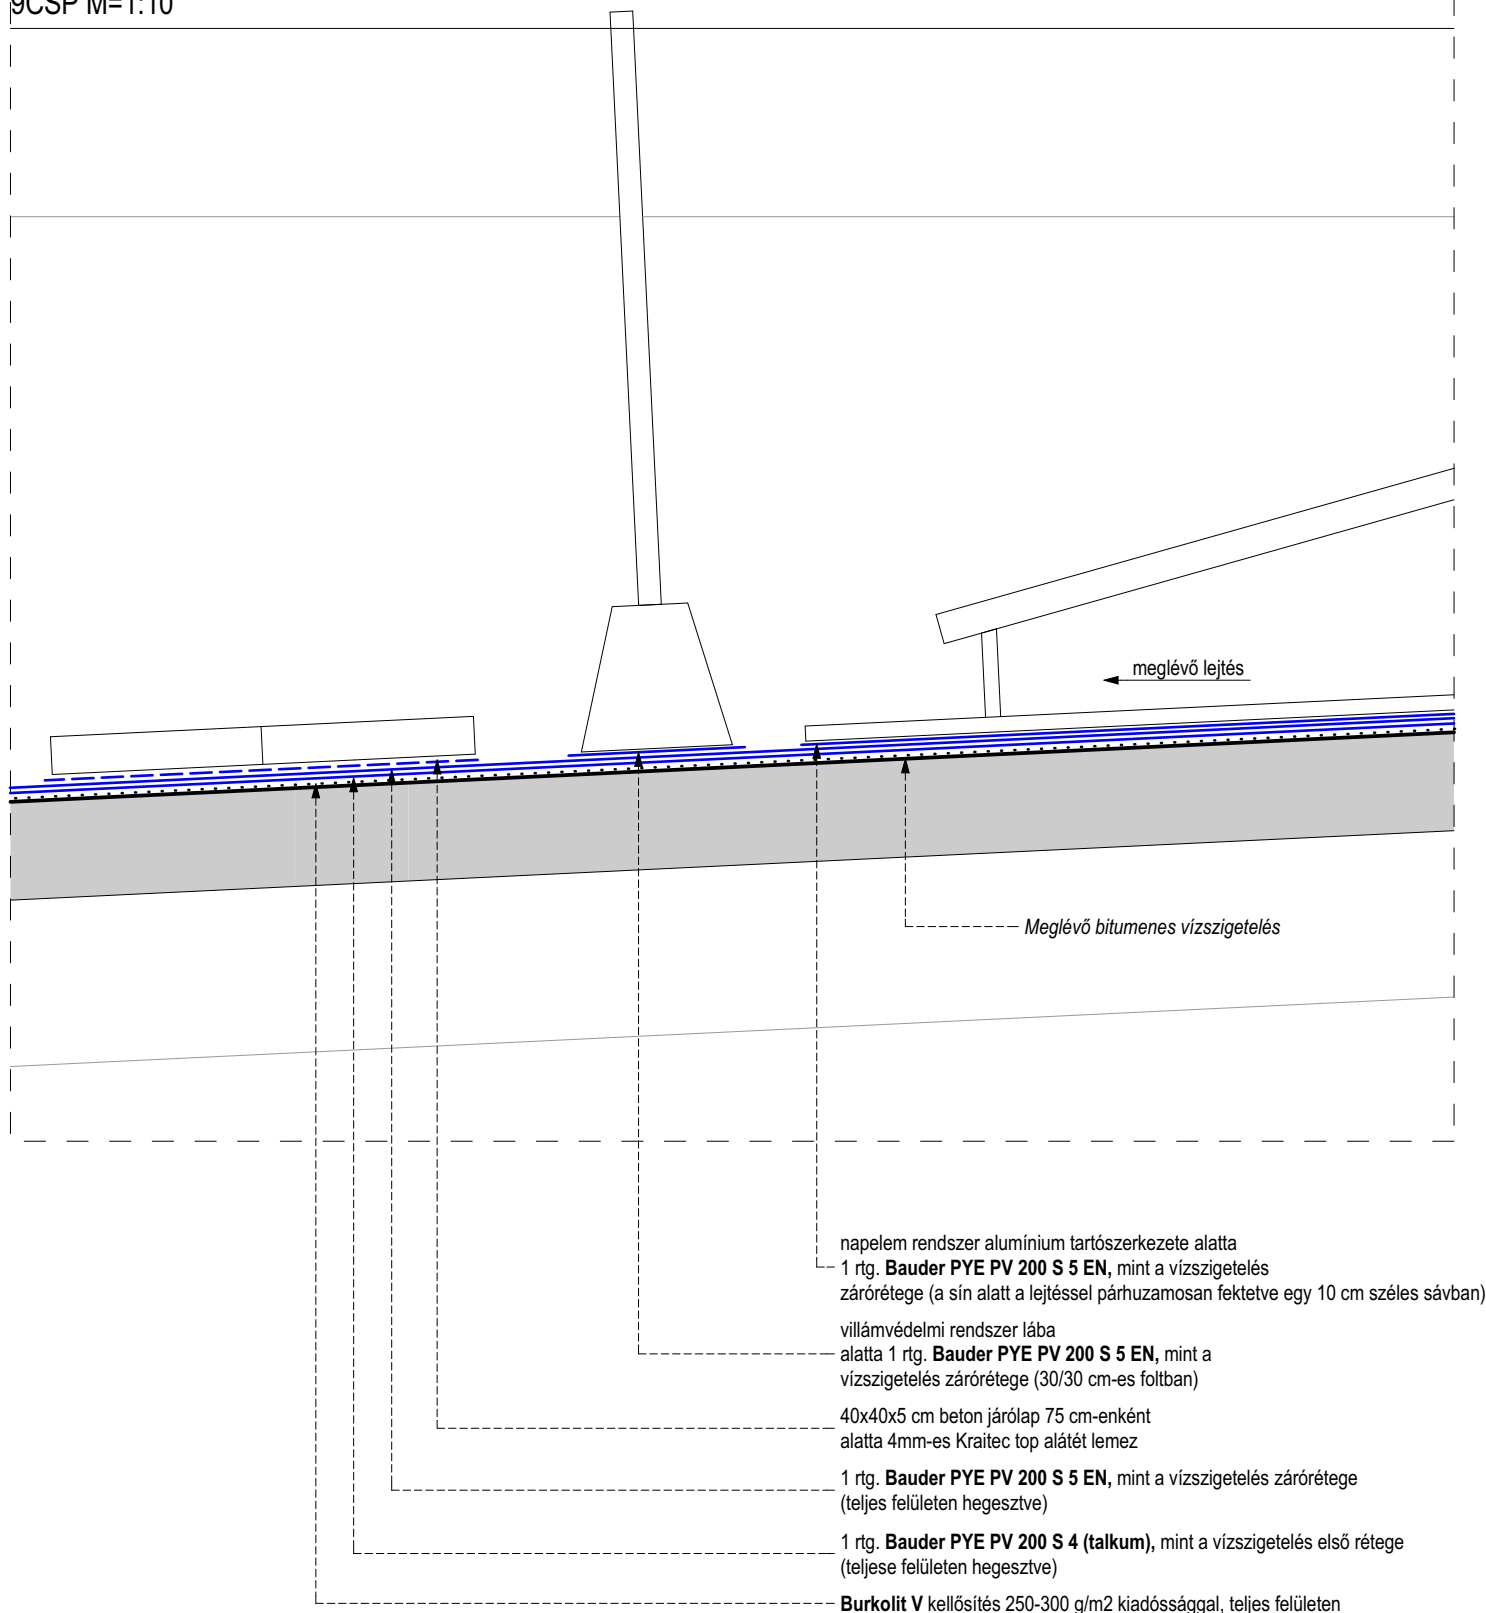 9CSP M=1:10
meglévő lejtés
Meglévő bitumenes vízszigetelés
napelem rendszer alumínium tartószerkezete alatta
1 rtg. Bauder PYE PV 200 S 5 EN, mint a vízszigetelés
zárórétege (a sín alatt a lejtéssel párhuzamosan fektetve egy 10 cm széles sávban)
villámvédelmi rendszer lába
alatta 1 rtg. Bauder PYE PV 200 S 5 EN, mint a
vízszigetelés zárórétege (30/30 cm-es foltban)
40x40x5 cm beton járólap 75 cm-enként
alatta 4mm-es Kraitec top alátét lemez
1 rtg. Bauder PYE PV 200 S 5 EN, mint a vízszigetelés zárórétege
(teljes felületen hegesztve)
1 rtg. Bauder PYE PV 200 S 4 (talkum), mint a vízszigetelés első rétege
(teljese felületen hegesztve)
Burkolit V kellősítés 250-300 g/m2 kiadóssággal, teljes felületen